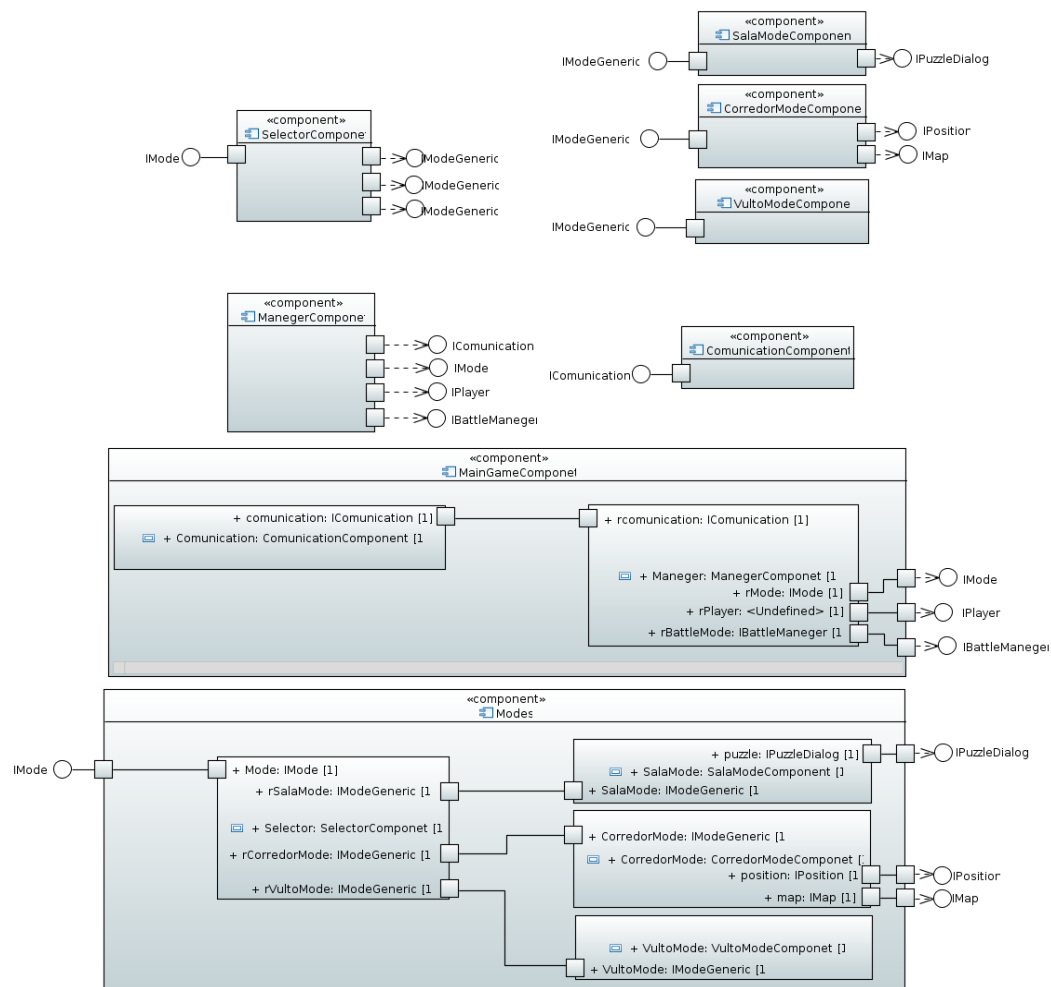 «component»
SalaModeComponen
IModeGeneric
IPuzzleDialog
«component»
CorredorModeCompone
IModeGeneric
IPosition
IMap
«component»
VultoModeCompone
IModeGeneric
«component»
SelectorComponet
IMode
IModeGeneric
IModeGeneric
IModeGeneric
«component»
ManegerComponet
IComunication
IMode
IPlayer
IBattleManeger
«component»
ComunicationComponent
IComunication
«component»
MainGameComponet
+ comunication: IComunication [1]
+ Comunication: ComunicationComponent [1
+ rcomunication: IComunication [1]
+ Maneger: ManegerComponet [1
+ rMode: IMode [1]
+ rPlayer: <Undefined> [1]
+ rBattleMode: IBattleManeger [1
IMode
IPlayer
IBattleManeger
«component»
Modes
IMode
+ Mode: IMode [1]
+ rSalaMode: IModeGeneric [1
+ Selector: SelectorComponet [1
+ rCorredorMode: IModeGeneric [1
+ rVultoMode: IModeGeneric [1
+ puzzle: IPuzzleDialog [1]
+ SalaMode: SalaModeComponent [1
+ SalaMode: IModeGeneric [1
IPuzzleDialog
+ CorredorMode: IModeGeneric [1
+ CorredorMode: CorredorModeComponet [
+ position: IPosition [1
+ map: IMap [1]
IPosition
IMap
+ VultoMode: VultoModeComponet [1
+ VultoMode: IModeGeneric [1